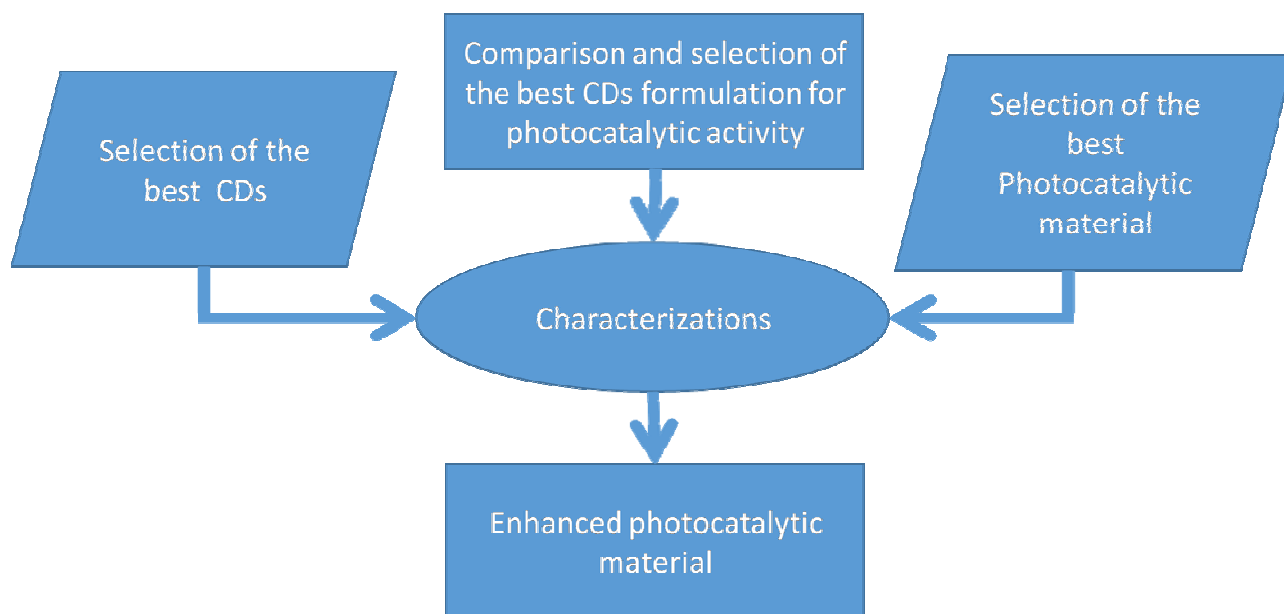 Comparison and selection of
the best CDs formulation for
photocatalytic activity
Selection of the
best CDs
Selection of the
best
Photocatalytic
material
Characterizations
Enhanced photocatalytic
material